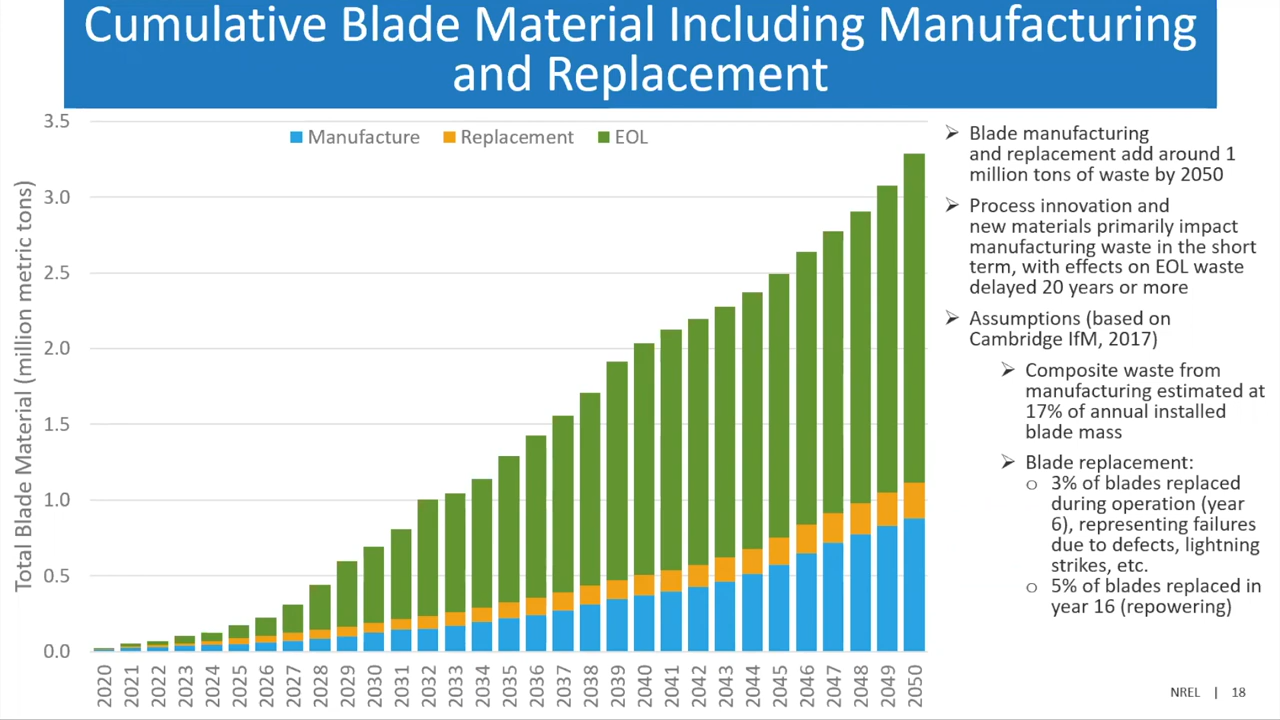 Cumulative Blade Material Including Manufacturing
and Replacement
Total Blade Material (million metric tons)
3.5
3.0
2.5
2.0
1.5
1.0
0.5
0.0
Manufacture Replacement EOL
2020 2021 2022 2023 2024 2025 2026 2027 2028 2029 2030 2031 2032 2033 2034 2035 2036 2037 2038 2039 2040 2041 2042 2043 2044 2045 2046 2047 2048 2049 2050
➢ Blade manufacturing
and replacement add around 1
million tons of waste by 2050
➢ Process innovation and
new materials primarily impact
manufacturing waste in the short
term, with effects on EOL waste
delayed 20 years or more
➢ Assumptions (based on
Cambridge IfM, 2017)
➢ Composite waste from
manufacturing estimated at
17% of annual installed
blade mass
➢ Blade replacement:
o 3% of blades replaced
during operation (year
6), representing failures
due to defects, lightning
strikes, etc.
o 5% of blades replaced in
year 16 (repowering)
NREL | 18